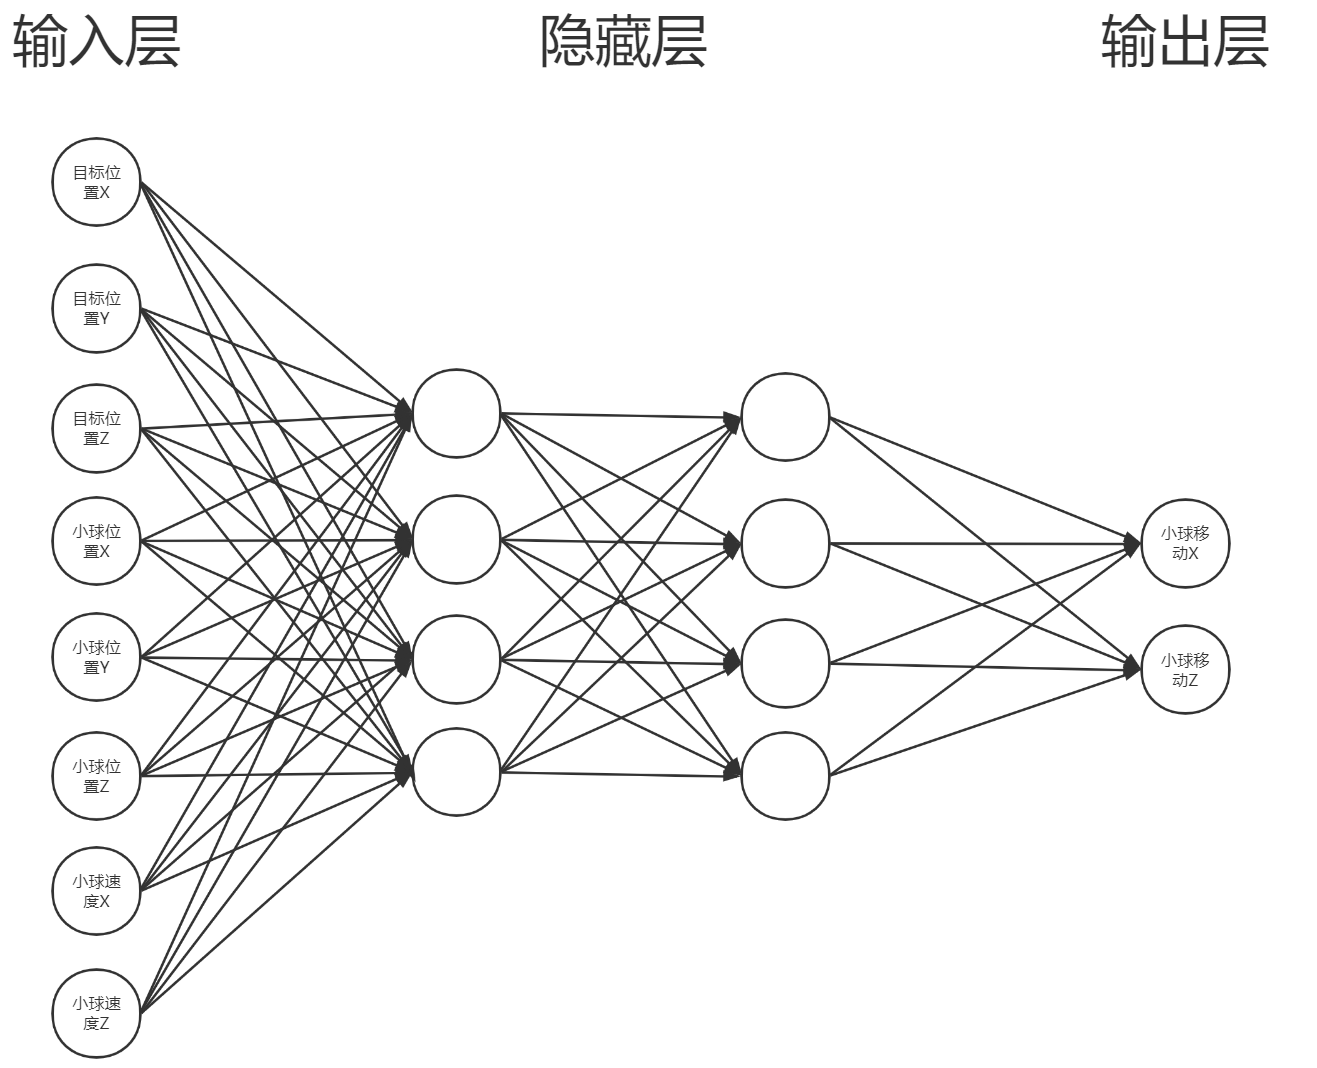 输入层
隐藏层
输出层
目标位
置X
目标位
置Y
目标位
置Z
小球位
置X
小球位
置Y
小球位
置Z
小球速
度X
小球速
度Z
小球移
动X
小球移
动Z